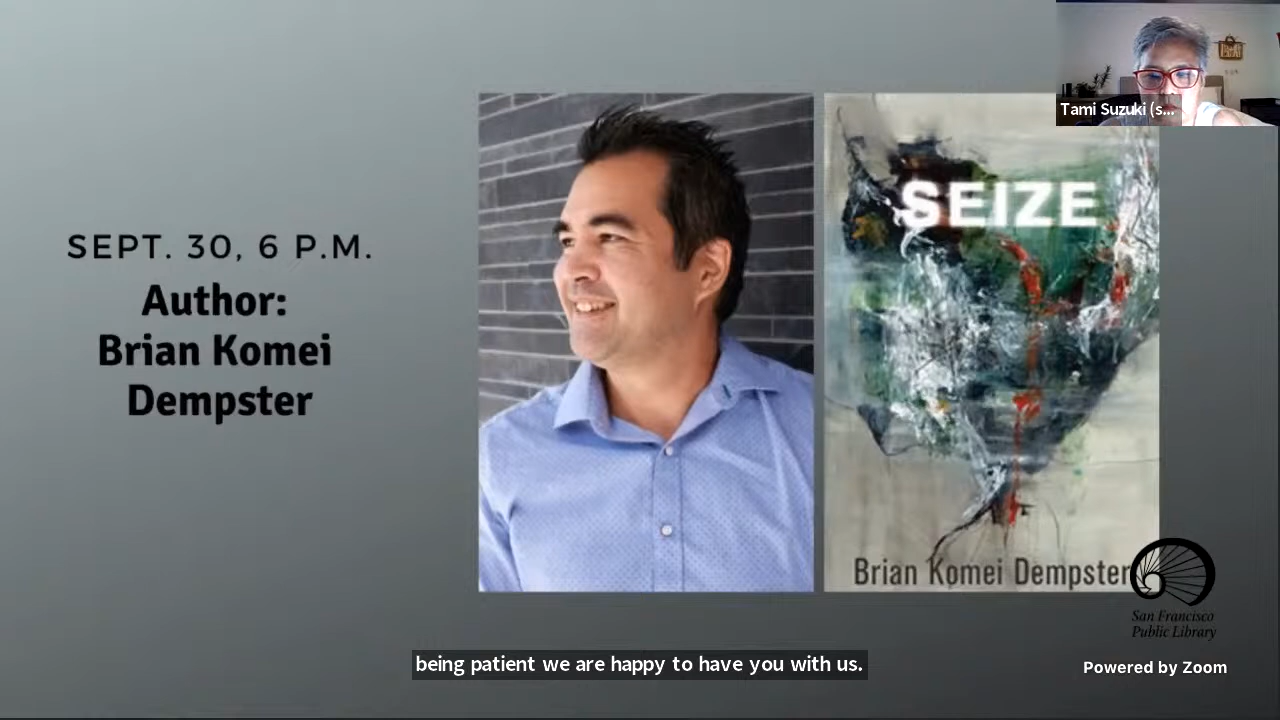 Tami Suzuki (s...
SEPT. 30, 6 P.M.
Author:
Brian Komei
Dempster
SEIZE
Brian Komei Dempster
San Francisco
Public Library
being patient we are happy to have you with us.
Powered by Zoom